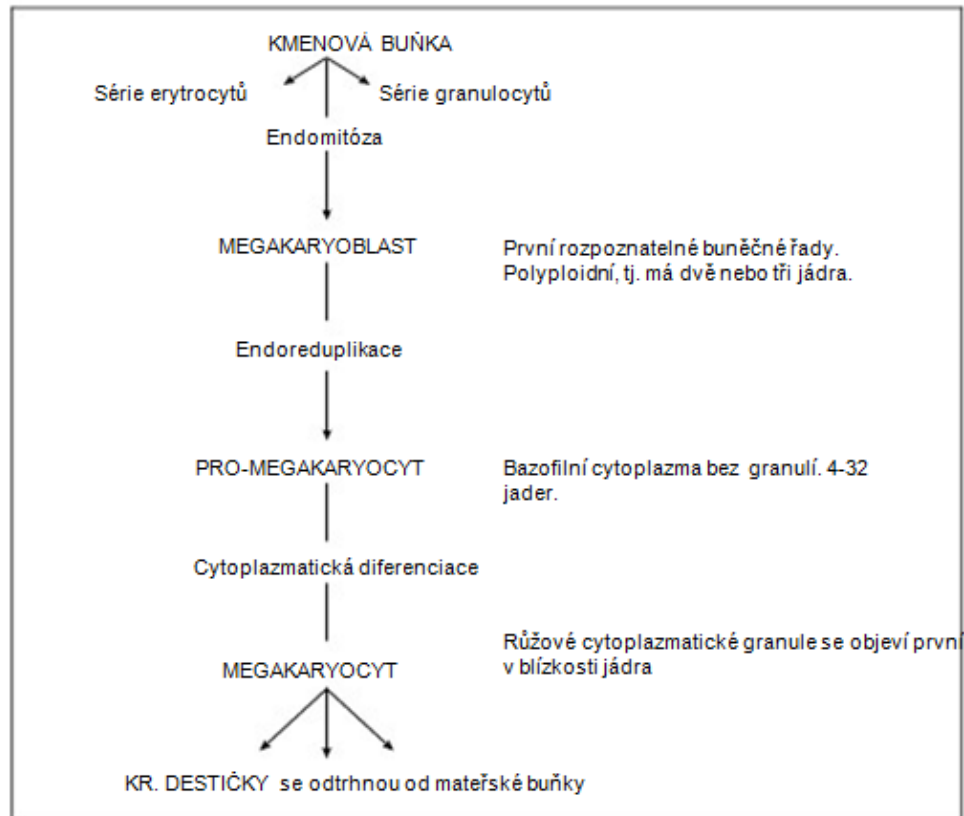 KMENOVÁ BUŇKA
Série erytrocytů
Série granulocytů
Endomitóza
MEGAKARYOBLAST
První rozpoznatelné buněčné řady.
Polyploidní, tj. má dvě nebo tři jádra.
Endoreduplikace
PRO-MEGAKARYOCYT
Bazofilní cytoplazma bez granulí. 4-32
jader.
Cytoplazmatická diferenciace
MEGAKARYOCYT
Růžové cytoplazmatické granule se objeví první
v blízkosti jádra
KR. DESTIČKY se odtrhnou od mateřské buňky